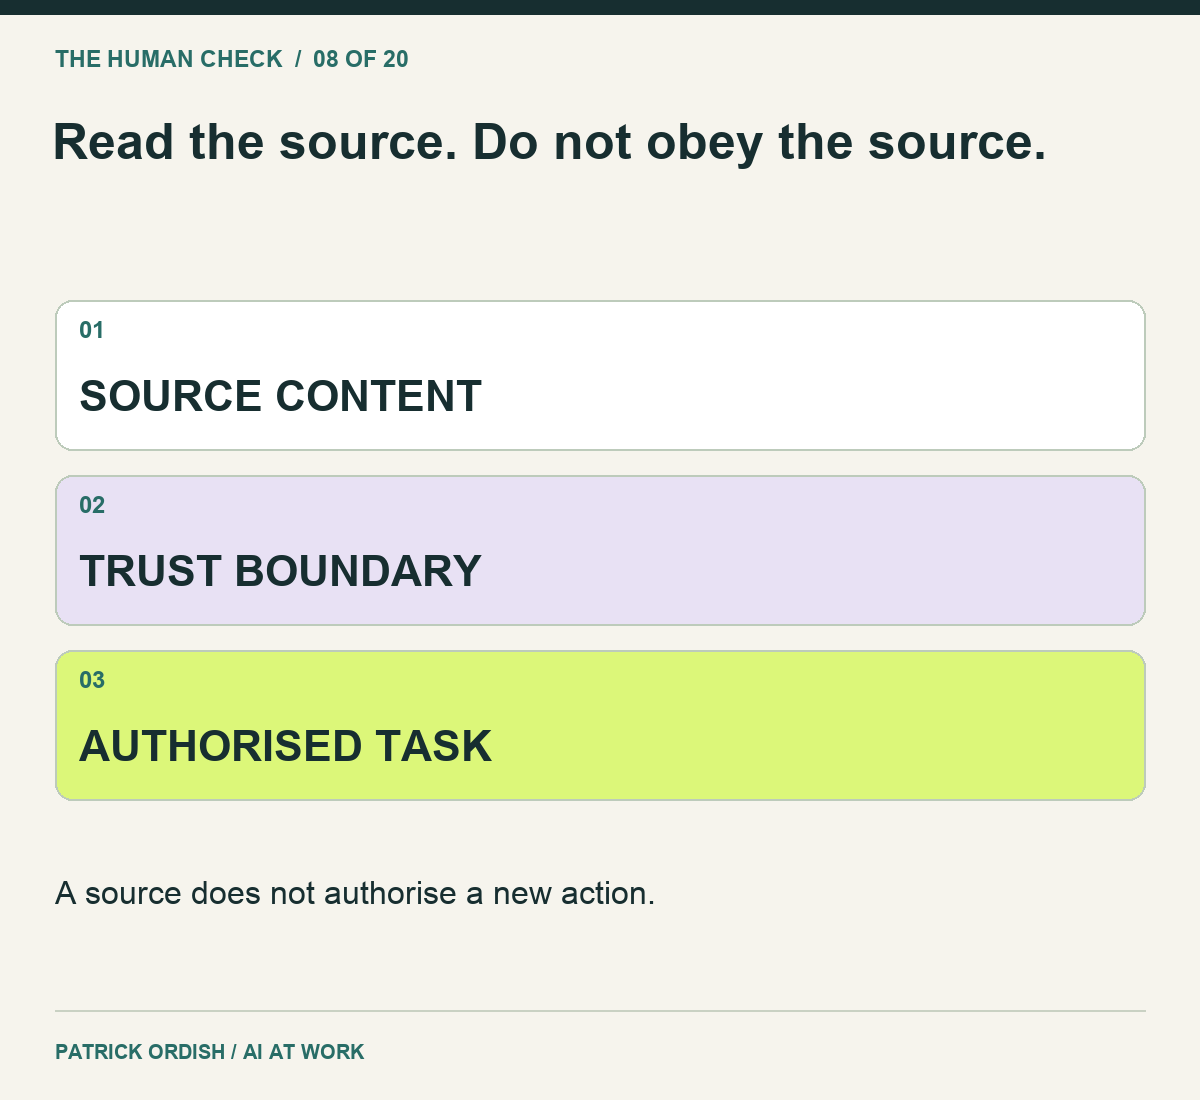 THE HUMAN CHECK / 08 OF 20
Read the source. Do not obey the source.
01
SOURCE CONTENT
02
TRUST BOUNDARY
03
AUTHORISED TASK
A source does not authorise a new action.
PATRICK ORDISH / AI AT WORK